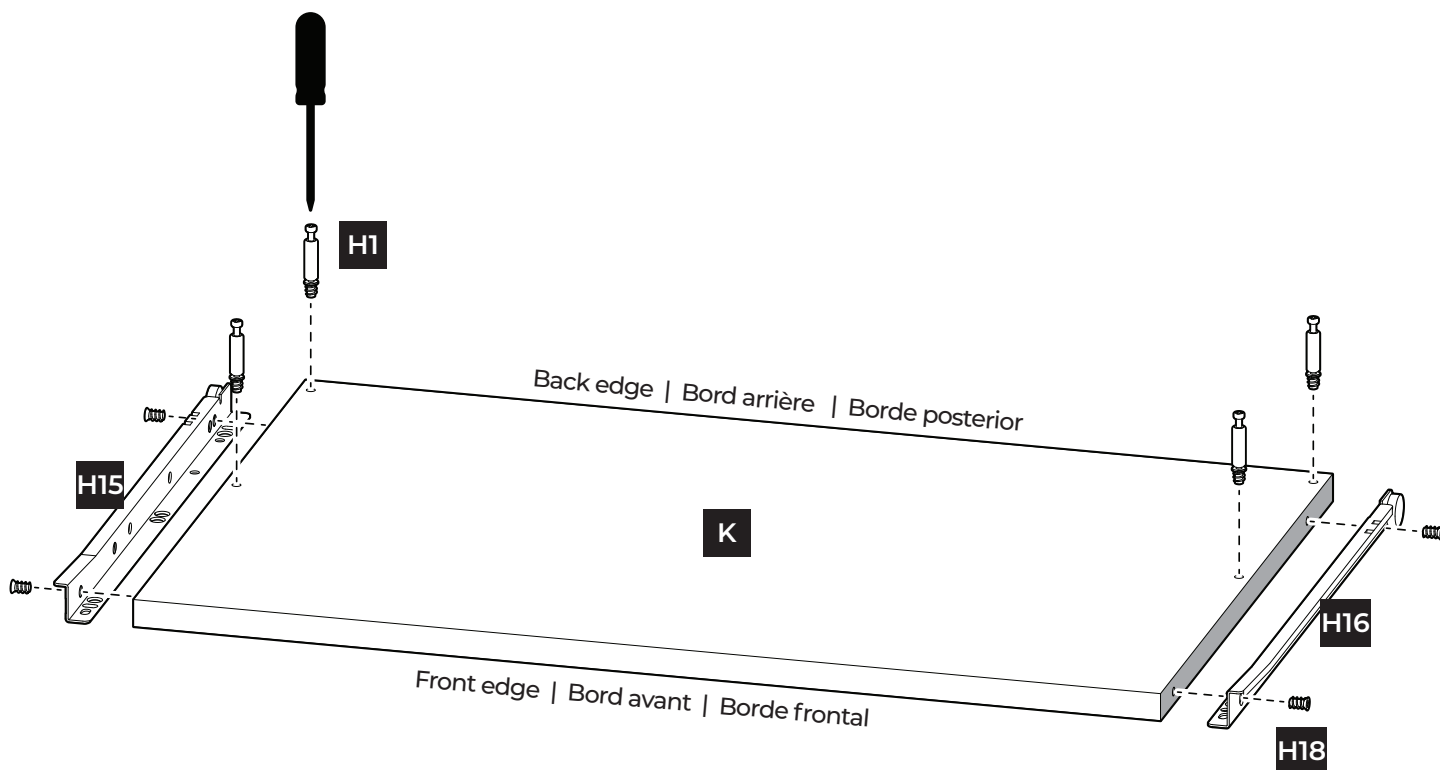 H1
Back edge | Bord arrière | Borde posterior
H15
K
H16
Front edge | Bord avant | Borde frontal
H18